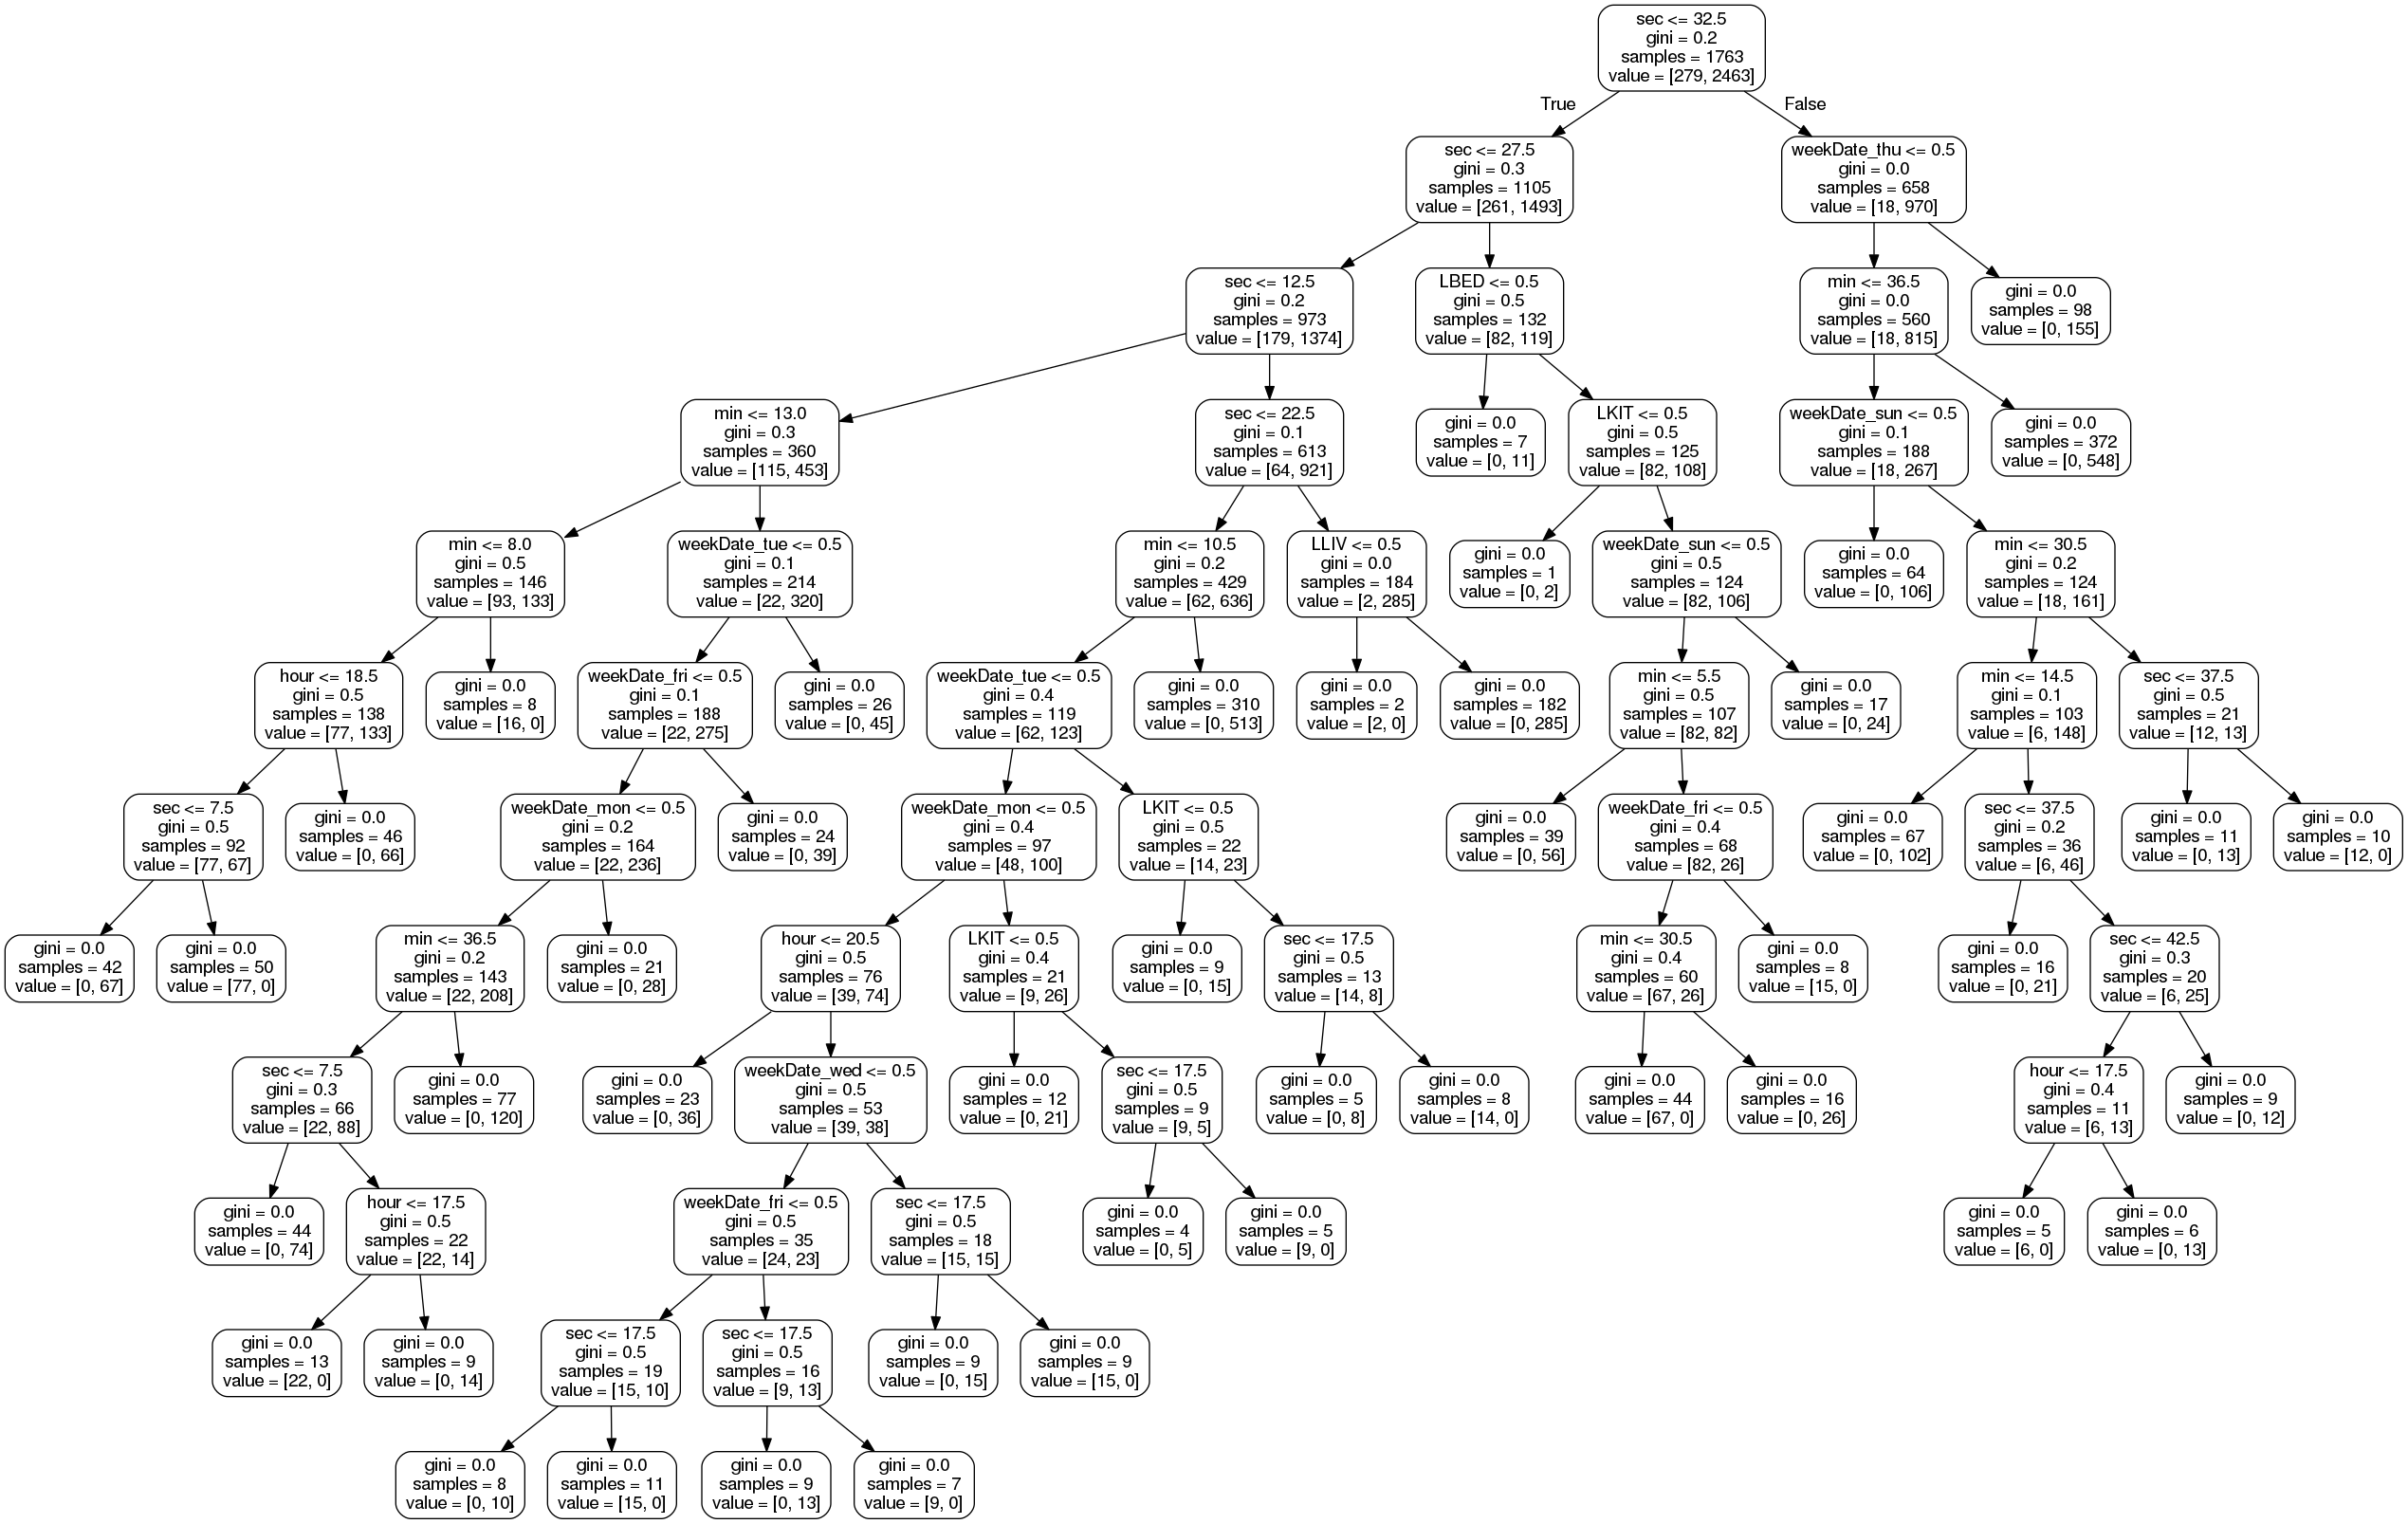 sec <= 32.5
gini = 0.2
samples = 1763
value = [279, 2463]
True
False
sec <= 27.5
gini = 0.3
samples = 1105
value = [261, 1493]
weekDate_thu <= 0.5
gini = 0.0
samples = 658
value = [18, 970]
sec <= 12.5
gini = 0.2
samples = 973
value = [179, 1374]
LBED <= 0.5
gini = 0.5
samples = 132
value = [82, 119]
min <= 36.5
gini = 0.0
samples = 560
value = [18, 815]
gini = 0.0
samples = 98
value = [0, 155]
min <= 13.0
gini = 0.3
samples = 360
value = [115, 453]
sec <= 22.5
gini = 0.1
samples = 613
value = [64, 921]
gini = 0.0
samples = 7
value = [0, 11]
LKIT <= 0.5
gini = 0.5
samples = 125
value = [82, 108]
weekDate_sun <= 0.5
gini = 0.1
samples = 188
value = [18, 267]
gini = 0.0
samples = 372
value = [0, 548]
min <= 8.0
gini = 0.5
samples = 146
value = [93, 133]
weekDate_tue <= 0.5
gini = 0.1
samples = 214
value = [22, 320]
min <= 10.5
gini = 0.2
samples = 429
value = [62, 636]
LLIV <= 0.5
gini = 0.0
samples = 184
value = [2, 285]
gini = 0.0
samples = 1
value = [0, 2]
weekDate_sun <= 0.5
gini = 0.5
samples = 124
value = [82, 106]
gini = 0.0
samples = 64
value = [0, 106]
min <= 30.5
gini = 0.2
samples = 124
value = [18, 161]
hour <= 18.5
gini = 0.5
samples = 138
value = [77, 133]
gini = 0.0
samples = 8
value = [16, 0]
weekDate_fri <= 0.5
gini = 0.1
samples = 188
value = [22, 275]
gini = 0.0
samples = 26
value = [0, 45]
weekDate_tue <= 0.5
gini = 0.4
samples = 119
value = [62, 123]
gini = 0.0
samples = 310
value = [0, 513]
gini = 0.0
samples = 2
value = [2, 0]
gini = 0.0
samples = 182
value = [0, 285]
min <= 5.5
gini = 0.5
samples = 107
value = [82, 82]
gini = 0.0
samples = 17
value = [0, 24]
min <= 14.5
gini = 0.1
samples = 103
value = [6, 148]
sec <= 37.5
gini = 0.5
samples = 21
value = [12, 13]
sec <= 7.5
gini = 0.5
samples = 92
value = [77, 67]
gini = 0.0
samples = 46
value = [0, 66]
weekDate_mon <= 0.5
gini = 0.2
samples = 164
value = [22, 236]
gini = 0.0
samples = 24
value = [0, 39]
weekDate_mon <= 0.5
gini = 0.4
samples = 97
value = [48, 100]
LKIT <= 0.5
gini = 0.5
samples = 22
value = [14, 23]
gini = 0.0
samples = 39
value = [0, 56]
weekDate_fri <= 0.5
gini = 0.4
samples = 68
value = [82, 26]
gini = 0.0
samples = 67
value = [0, 102]
sec <= 37.5
gini = 0.2
samples = 36
value = [6, 46]
gini = 0.0
samples = 11
value = [0, 13]
gini = 0.0
samples = 10
value = [12, 0]
gini = 0.0
samples = 42
value = [0, 67]
gini = 0.0
samples = 50
value = [77, 0]
min <= 36.5
gini = 0.2
samples = 143
value = [22, 208]
gini = 0.0
samples = 21
value = [0, 28]
hour <= 20.5
gini = 0.5
samples = 76
value = [39, 74]
LKIT <= 0.5
gini = 0.4
samples = 21
value = [9, 26]
gini = 0.0
samples = 9
value = [0, 15]
sec <= 17.5
gini = 0.5
samples = 13
value = [14, 8]
min <= 30.5
gini = 0.4
samples = 60
value = [67, 26]
gini = 0.0
samples = 8
value = [15, 0]
gini = 0.0
samples = 16
value = [0, 21]
sec <= 42.5
gini = 0.3
samples = 20
value = [6, 25]
sec <= 7.5
gini = 0.3
samples = 66
value = [22, 88]
gini = 0.0
samples = 77
value = [0, 120]
gini = 0.0
samples = 23
value = [0, 36]
weekDate_wed <= 0.5
gini = 0.5
samples = 53
value = [39, 38]
gini = 0.0
samples = 12
value = [0, 21]
sec <= 17.5
gini = 0.5
samples = 9
value = [9, 5]
gini = 0.0
samples = 5
value = [0, 8]
gini = 0.0
samples = 8
value = [14, 0]
gini = 0.0
samples = 44
value = [67, 0]
gini = 0.0
samples = 16
value = [0, 26]
hour <= 17.5
gini = 0.4
samples = 11
value = [6, 13]
gini = 0.0
samples = 9
value = [0, 12]
gini = 0.0
samples = 44
value = [0, 74]
hour <= 17.5
gini = 0.5
samples = 22
value = [22, 14]
weekDate_fri <= 0.5
gini = 0.5
samples = 35
value = [24, 23]
sec <= 17.5
gini = 0.5
samples = 18
value = [15, 15]
gini = 0.0
samples = 4
value = [0, 5]
gini = 0.0
samples = 5
value = [9, 0]
gini = 0.0
samples = 5
value = [6, 0]
gini = 0.0
samples = 6
value = [0, 13]
gini = 0.0
samples = 13
value = [22, 0]
gini = 0.0
samples = 9
value = [0, 14]
sec <= 17.5
gini = 0.5
samples = 19
value = [15, 10]
sec <= 17.5
gini = 0.5
samples = 16
value = [9, 13]
gini = 0.0
samples = 9
value = [0, 15]
gini = 0.0
samples = 9
value = [15, 0]
gini = 0.0
samples = 8
value = [0, 10]
gini = 0.0
samples = 11
value = [15, 0]
gini = 0.0
samples = 9
value = [0, 13]
gini = 0.0
samples = 7
value = [9, 0]